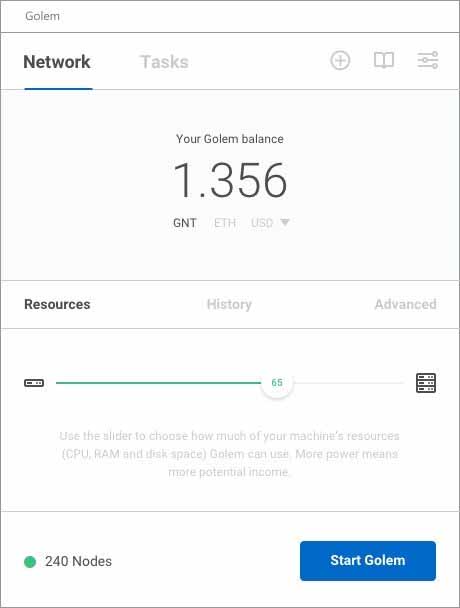 Golem
Network Tasks
Your Golem balance
1.356
GNT ETH USD
Resources History Advanced
65
Use the slider to choose how much of your machine's resources
(CPU, RAM and disk space) Golem can use. More power means
more potential income.
240 Nodes Start Golem